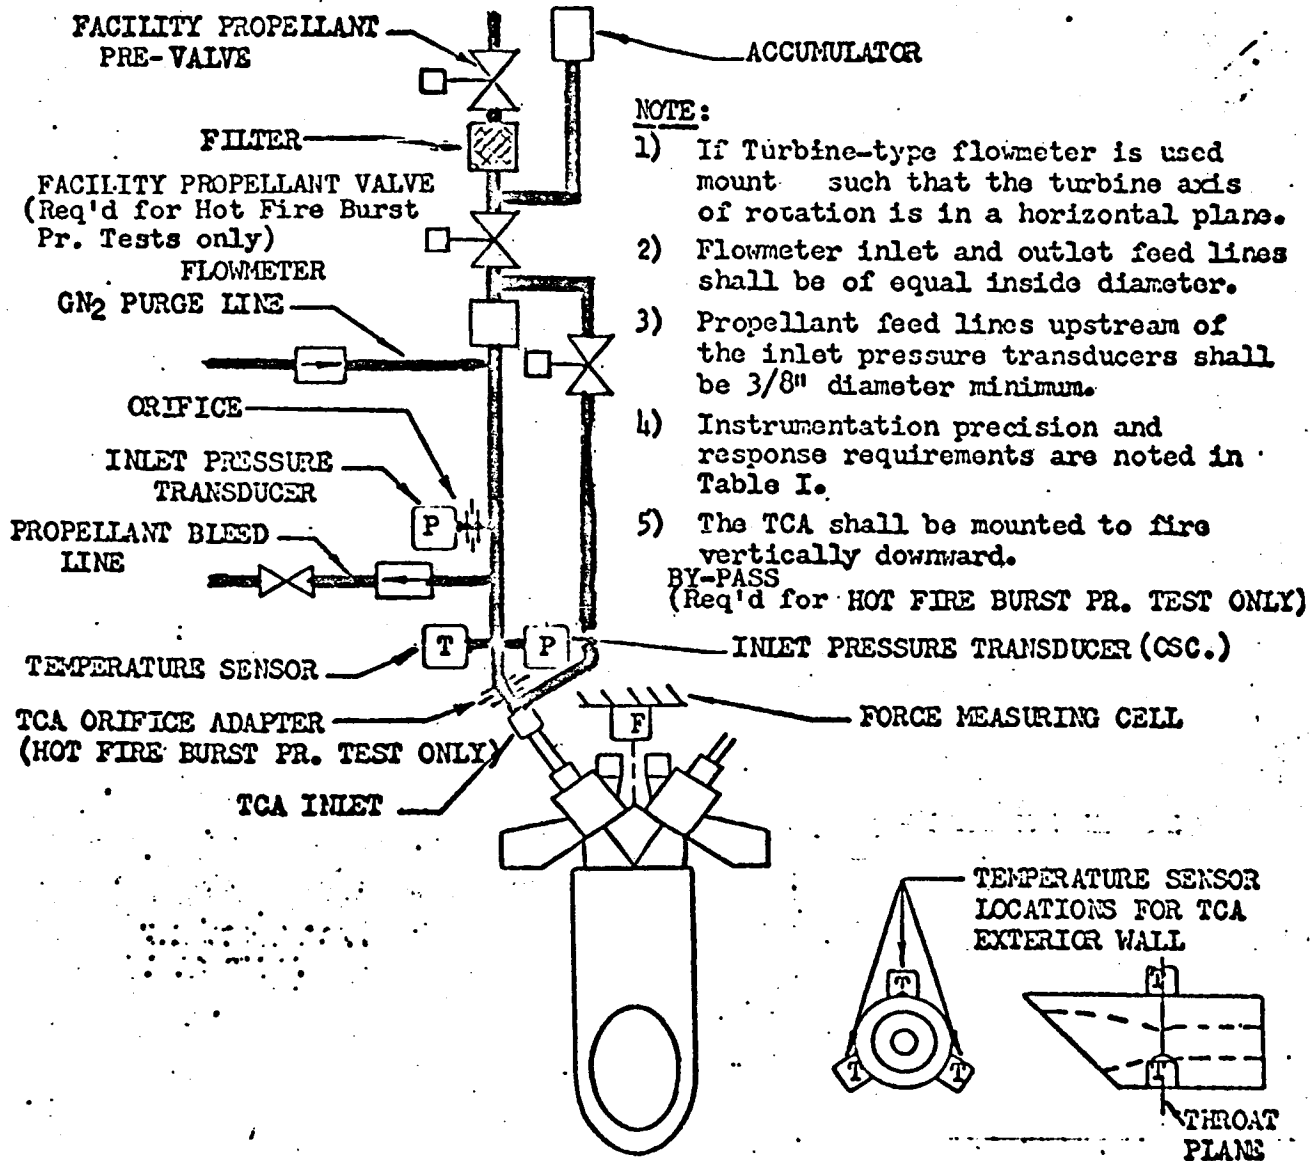 FACILITY PROPELLANT
PRE-VALVE
ACCUMULATOR
FILTER
FACILITY PROPELLANT VALVE
(Req'd for Hot Fire Burst
Pr. Tests only)
FLOWMETER
GN2 PURGE LINE
ORIFICE
INLET PRESSURE
TRANSDUCER
P
PROPELLANT BLEED
LINE
T
P
TEMPERATURE SENSOR
TCA ORIFICE ADAPTER
(HOT FIRE BURST PR. TEST ONLY)
TCA INLET
NOTE:
1) If Turbine-type flowmeter is used
mount such that the turbine axis
of rotation is in a horizontal plane.
2) Flowmeter inlet and outlet feed lines
shall be of equal inside diameter.
3) Propellant feed lines upstream of
the inlet pressure transducers shall
be 3/8" diameter minimum.
4) Instrumentation precision and
response requirements are noted in
Table I.
5) The TCA shall be mounted to fire
vertically downward.
BY-PASS
(Req'd for HOT FIRE BURST PR. TEST ONLY)
INLET PRESSURE TRANSDUCER (OSC.)
F
FORCE MEASURING CELL
TEMPERATURE SENSOR
LOCATIONS FOR TCA
EXTERIOR WALL
T
T
T
T
T
THROAT
PLANE